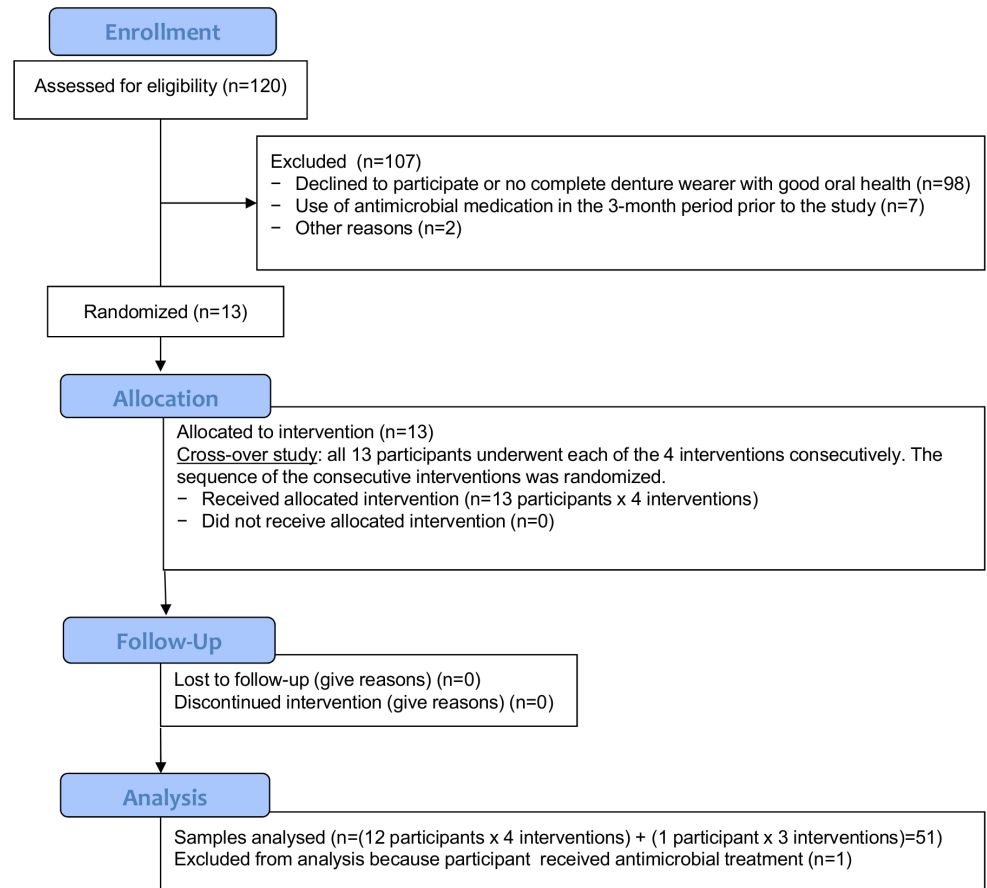 Enrollment
Assessed for eligibility (n=120)
Excluded  (n=107)
− Declined to participate or no complete denture wearer with good oral health (n=98)
− Use of antimicrobial medication in the 3-month period prior to the study (n=7)
− Other reasons (n=2)
Randomized (n=13)
Allocation
Allocated to intervention (n=13)
Cross-over study: all 13 participants underwent each of the 4 interventions consecutively. The
sequence of the consecutive interventions was randomized.
− Received allocated intervention (n=13 participants x 4 interventions)
− Did not receive allocated intervention (n=0)
Follow-Up
Lost to follow-up (give reasons) (n=0)
Discontinued intervention (give reasons) (n=0)
Analysis
Samples analysed (n=(12 participants x 4 interventions) + (1 participant x 3 interventions)=51)
Excluded from analysis because participant  received antimicrobial treatment (n=1)